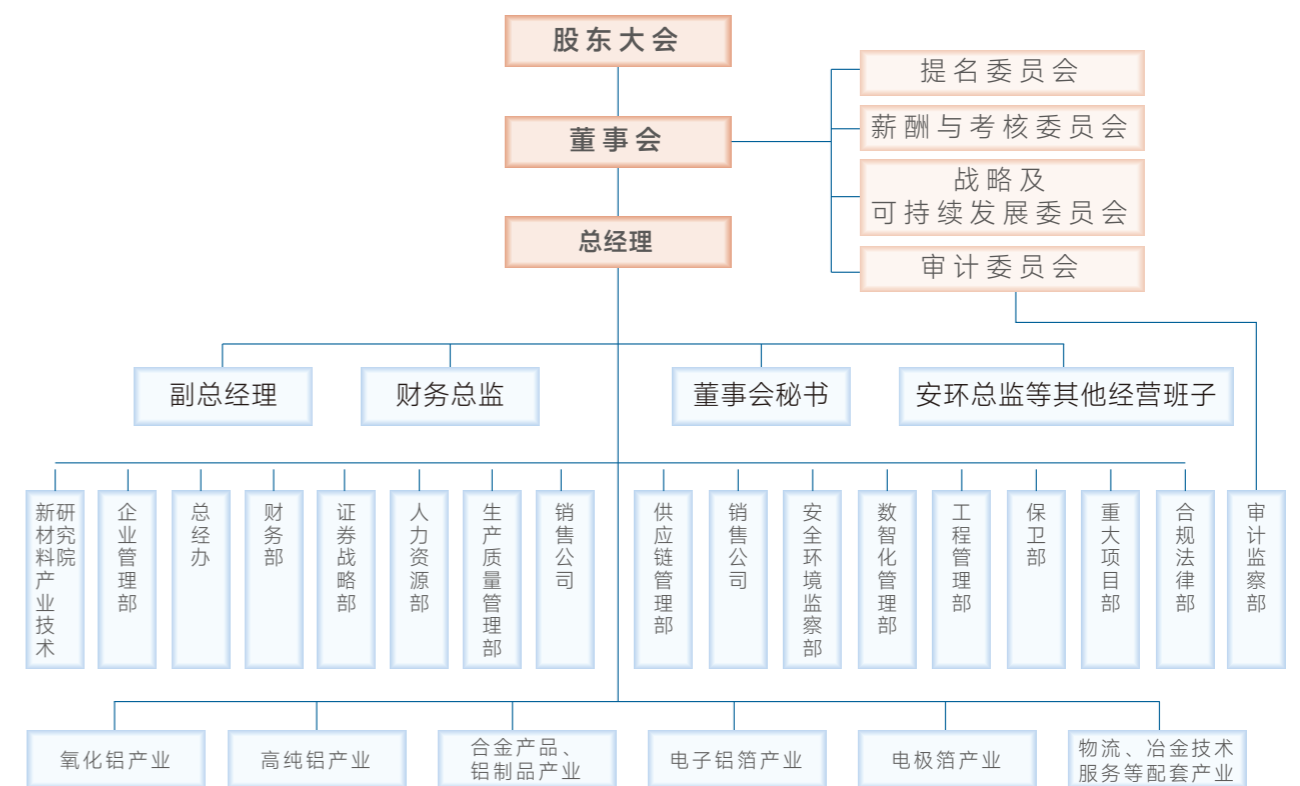 股东大会
董事会
总经理
提名委员会
薪酬与考核委员会
战略及
可持续发展委员会
审计委员会
副总经理
财务总监
董事会秘书
安环总监等其他经营班子
新材料产业技术
研究院
企业管理部
总经办
财务部
证券战略部
人力资源部
生产质量管理部
销售公司
供应链管理部
销售公司
安全环境监察部
数智化管理部
工程管理部
保卫部
重大项目部
合规法律部
审计监察部
氧化铝产业
高纯铝产业
合金产品、
铝制品产业
电子铝箔产业
电极箔产业
物流、冶金技术
服务等配套产业